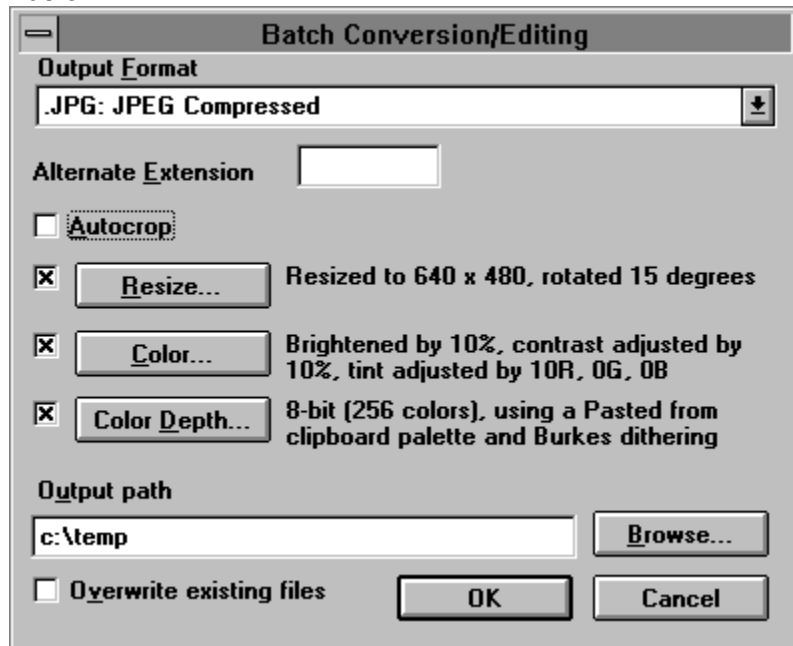 Batch Conversion/Editing
Output Format
.JPG: JPEG Compressed
Alternate Extension
Autocrop
Resize...
Resized to 640 x 480, rotated 15 degrees
Color...
Brightened by 10%, contrast adjusted by
10%, tint adjusted by 10R, 0G, 0B
Color Depth...
8-bit (256 colors), using a Pasted from
clipboard palette and Burkes dithering
Output path
c:\temp
Browse...
Overwrite existing files
OK
Cancel